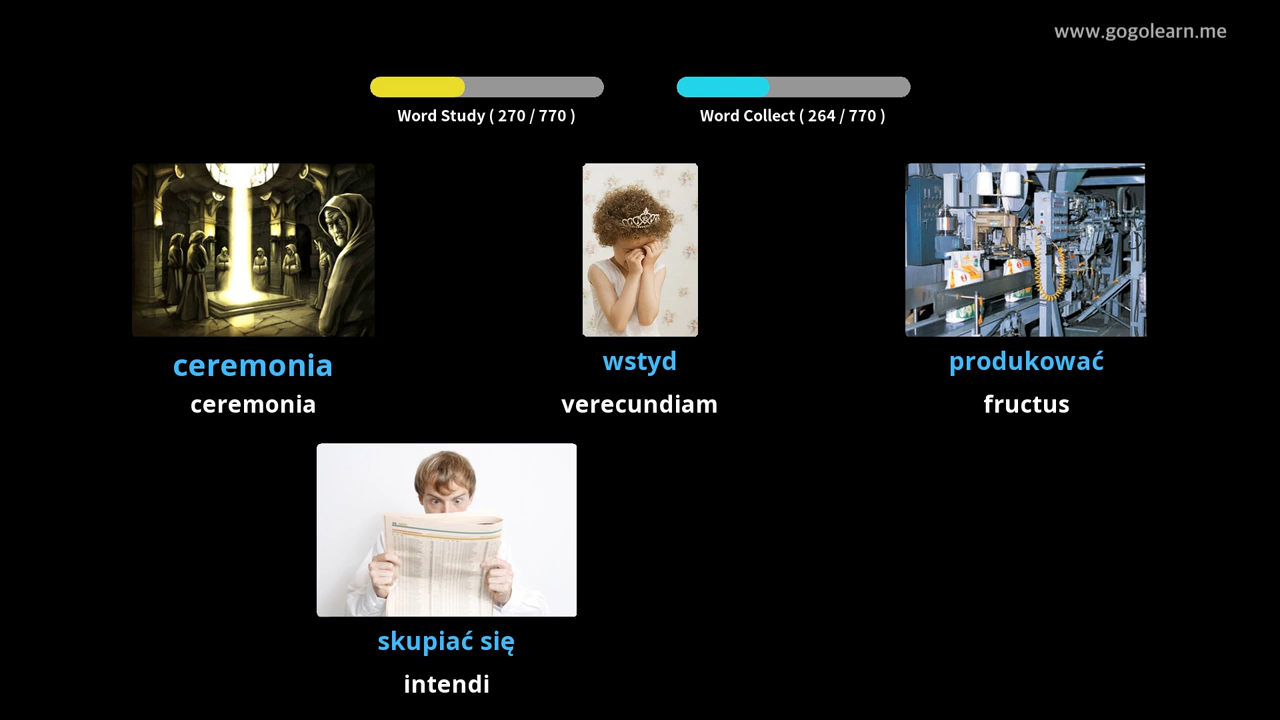 www.gogolearn.me
Word Study ( 270 / 770 )
Word Collect ( 264 / 770 )
ceremonia
ceremonia
wstyd
verecundiam
produkować
fructus
skupiać się
intendi